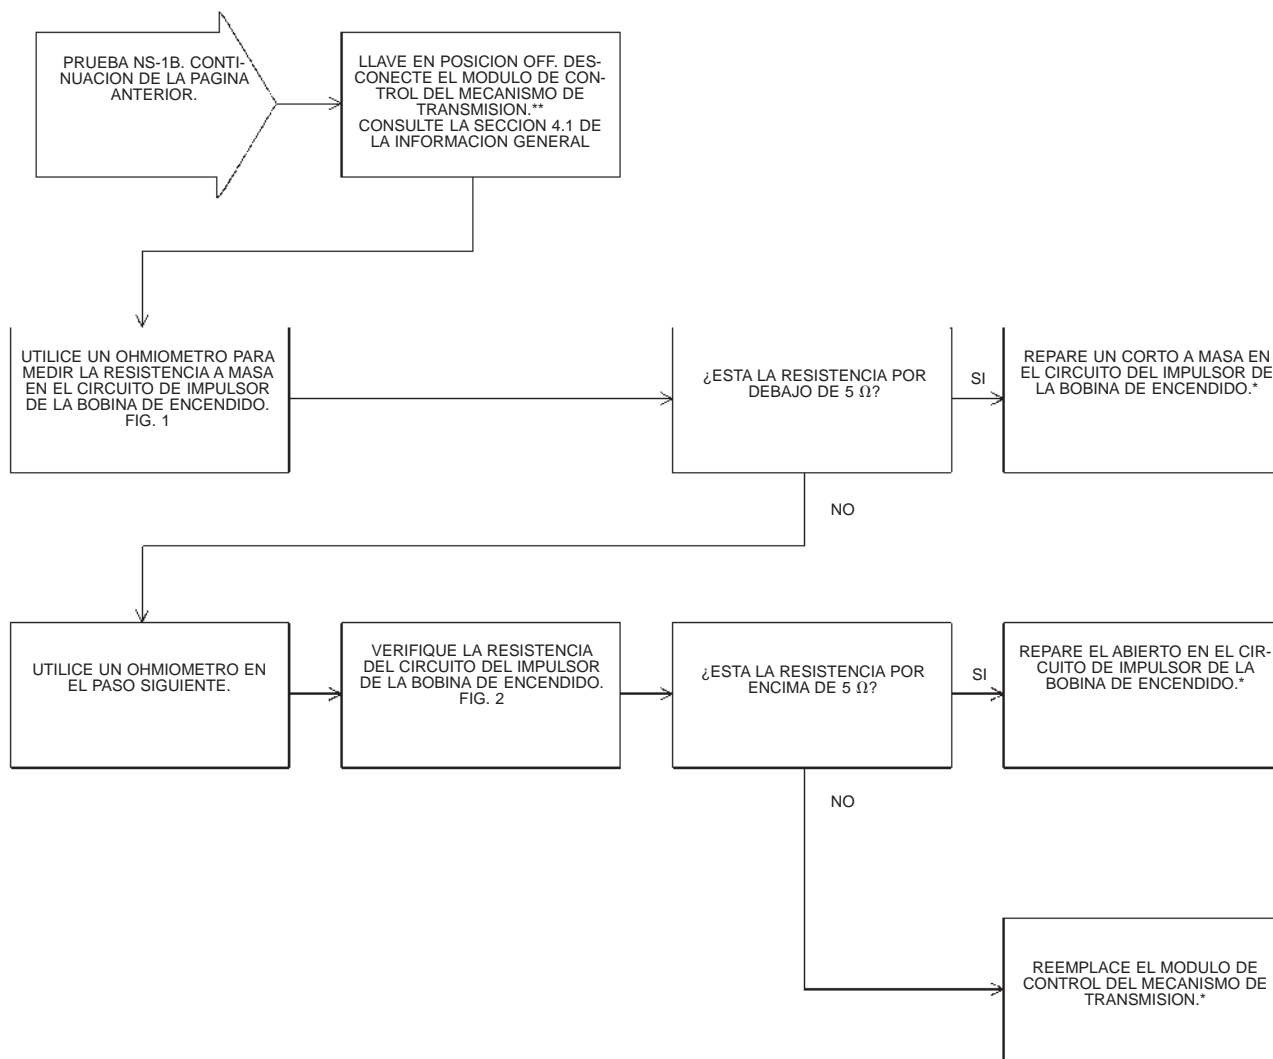 PRUEBA NS-1B. CONTI-
NUACION DE LA PAGINA
ANTERIOR.
LLAVE EN POSICION OFF. DES-
CONECTE EL MODULO DE CON-
TROL DEL MECANISMO DE
TRANSMISION.**
CONSULTE LA SECCION 4.1 DE
LA INFORMACION GENERAL
UTILICE UN OHMIOMETRO PARA
MEDIR LA RESISTENCIA A MASA
EN EL CIRCUITO DE IMPULSOR
DE LA BOBINA DE ENCENDIDO.
FIG. 1
¿ESTA LA RESISTENCIA POR
DEBAJO DE 5 Ω?
SI
REPARE UN CORTO A MASA EN
EL CIRCUITO DEL IMPULSOR DE
LA BOBINA DE ENCENDIDO.*
NO
UTILICE UN OHMIOMETRO EN
EL PASO SIGUIENTE.
VERIFIQUE LA RESISTENCIA
DEL CIRCUITO DEL IMPULSOR
DE LA BOBINA DE ENCENDIDO.
FIG. 2
¿ESTA LA RESISTENCIA POR
ENCIMA DE 5 Ω?
SI
REPARE EL ABIERTO EN EL CIR-
CUITO DE IMPULSOR DE LA
BOBINA DE ENCENDIDO.*
NO
REEMPLACE EL MODULO DE
CONTROL DEL MECANISMO DE
TRANSMISION.*